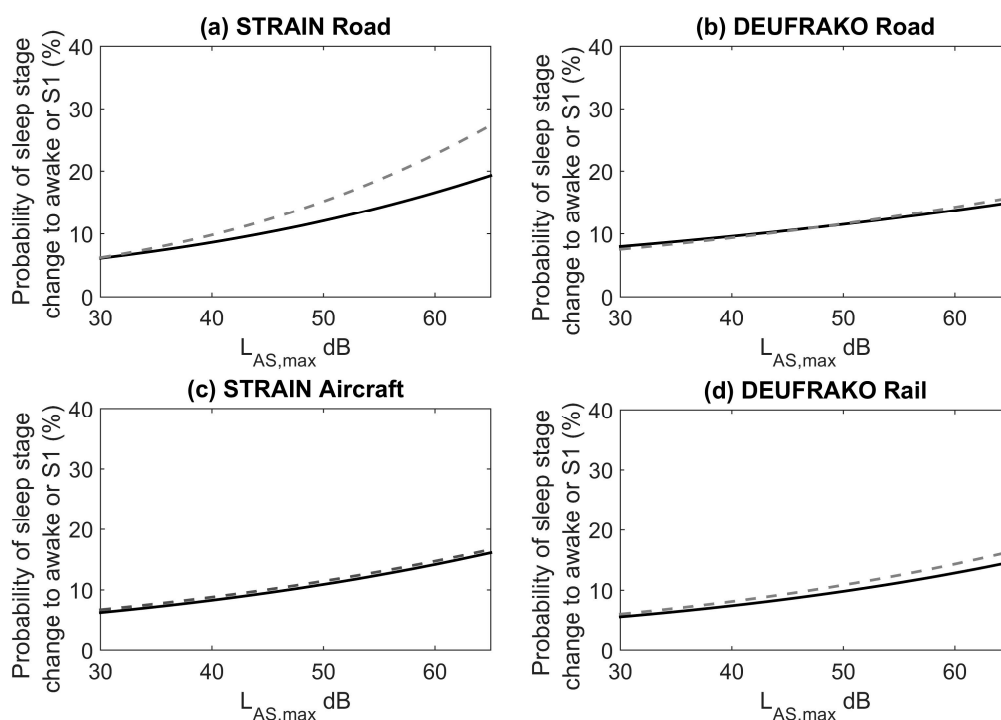 (a) STRAIN Road
Probability of sleep stage
change to awake or S1 (%)
40
30
20
10
0
30
40
50
60
L_AS,max dB
(b) DEUFRAKO Road
Probability of sleep stage
change to awake or S1 (%)
40
30
20
10
0
30
40
50
60
L_AS,max dB
(c) STRAIN Aircraft
Probability of sleep stage
change to awake or S1 (%)
40
30
20
10
0
30
40
50
60
L_AS,max dB
(d) DEUFRAKO Rail
Probability of sleep stage
change to awake or S1 (%)
40
30
20
10
0
30
40
50
60
L_AS,max dB